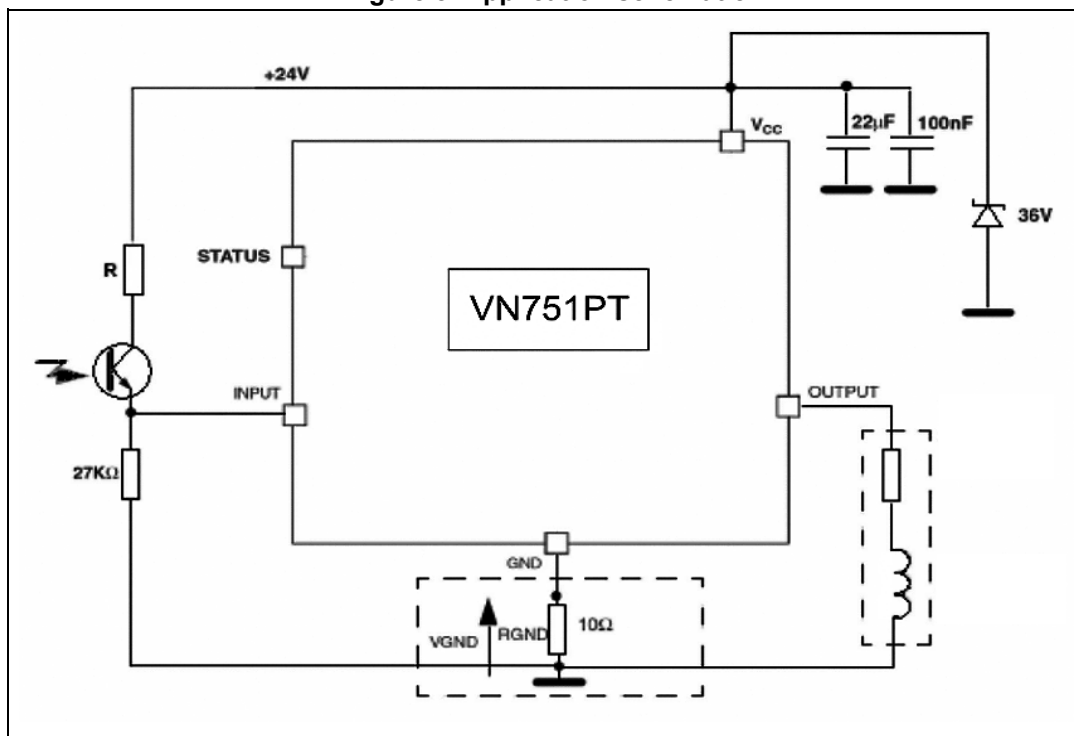 +24V
VCC
22µF
100nF
36V
STATUS
R
VN751PT
INPUT
OUTPUT
27KΩ
GND
VGND
RGND
10Ω